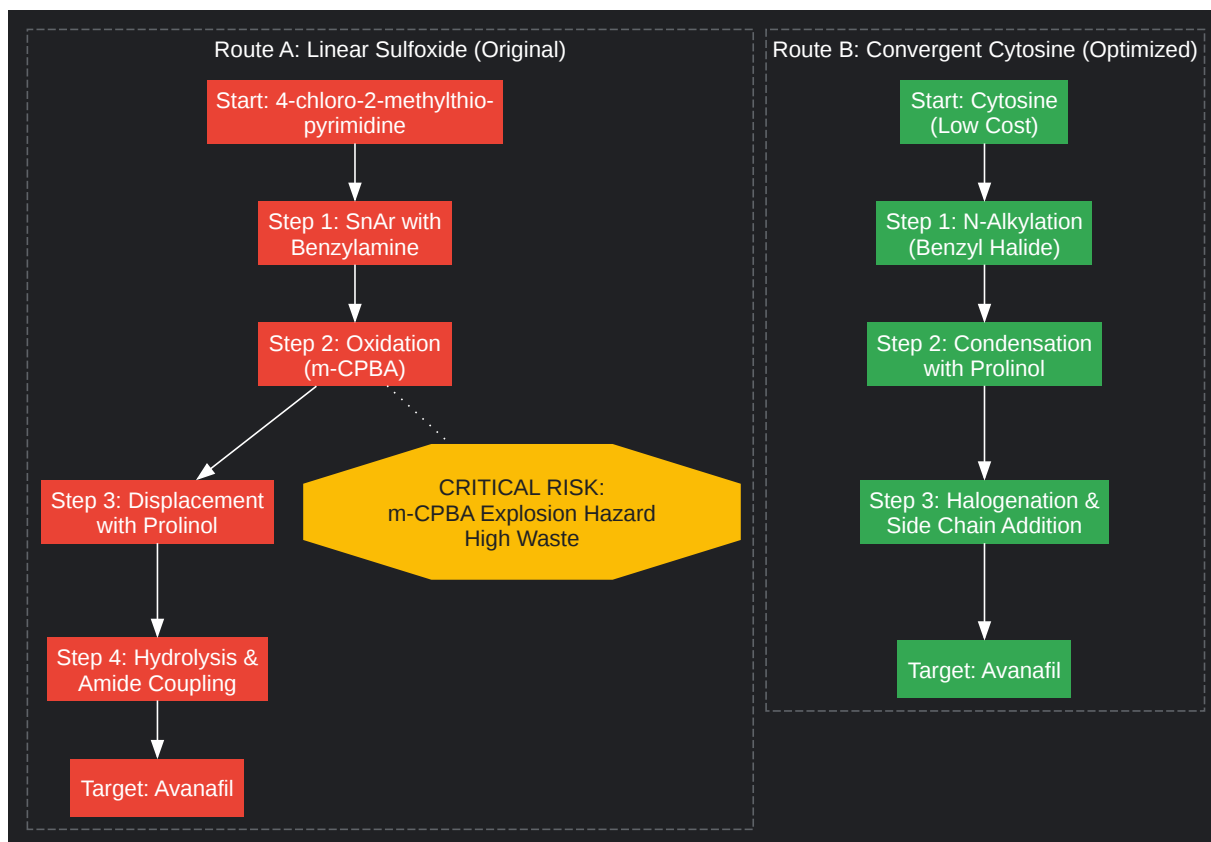 Route A: Linear Sulfoxide (Original)
Start: 4-chloro-2-methylthio-
pyrimidine
Step 1: SnAr with
Benzylamine
Step 2: Oxidation
(m-CPBA)
CRITICAL RISK:
m-CPBA Explosion Hazard
High Waste
Step 3: Displacement
with Prolinol
Step 4: Hydrolysis &
Amide Coupling
Target: Avanafil
Route B: Convergent Cytosine (Optimized)
Start: Cytosine
(Low Cost)
Step 1: N-Alkylation
(Benzyl Halide)
Step 2: Condensation
with Prolinol
Step 3: Halogenation &
Side Chain Addition
Target: Avanafil